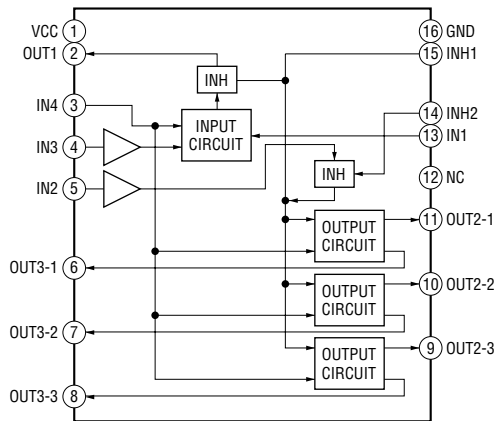 VCC 1
OUT1 2
IN4 3
IN3 4
IN2 5
OUT3-1 6
OUT3-2 7
OUT3-3 8
16 GND
15 INH1
14 INH2
13 IN1
12 NC
11 OUT2-1
10 OUT2-2
9 OUT2-3
INH
INPUT
CIRCUIT
INH
OUTPUT
CIRCUIT
OUTPUT
CIRCUIT
OUTPUT
CIRCUIT